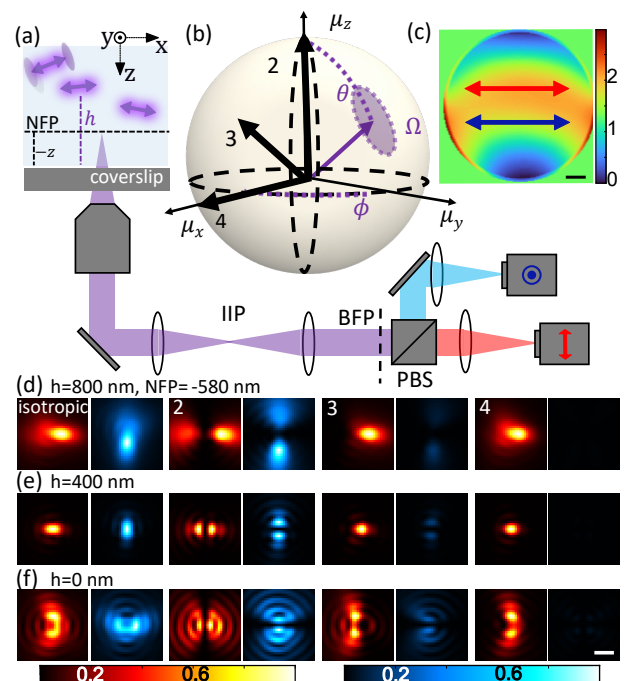 (a)
y
x
z
h
NFP
−z
coverslip
(b)
μz
2
θ
Ω
3
4
ϕ
μx
μy
(c)
2
1
0
IIP
BFP
PBS
(d) h=800 nm, NFP= -580 nm
isotropic 2 3 4
(e) h=400 nm
(f) h=0 nm
0.2 0.6 0.2 0.6